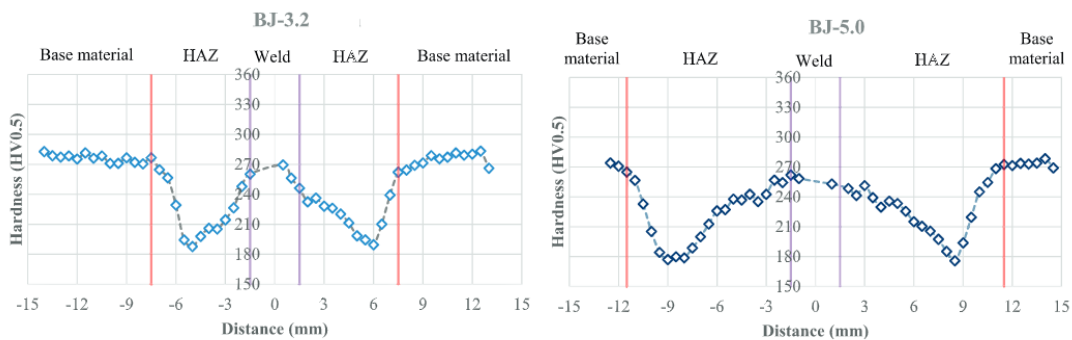 BJ-3.2
Base material HAZ Weld HAZ Base material
360
330
300
270
240
210
180
150
Hardness (HV0.5)
-15 -12 -9 -6 -3 0 3 6 9 12 15
Distance (mm)
BJ-5.0
Base material HAZ Weld HAZ Base material
360
330
300
270
240
210
180
150
Hardness (HV0.5)
-15 -12 -9 -6 -3 0 3 6 9 12 15
Distance (mm)